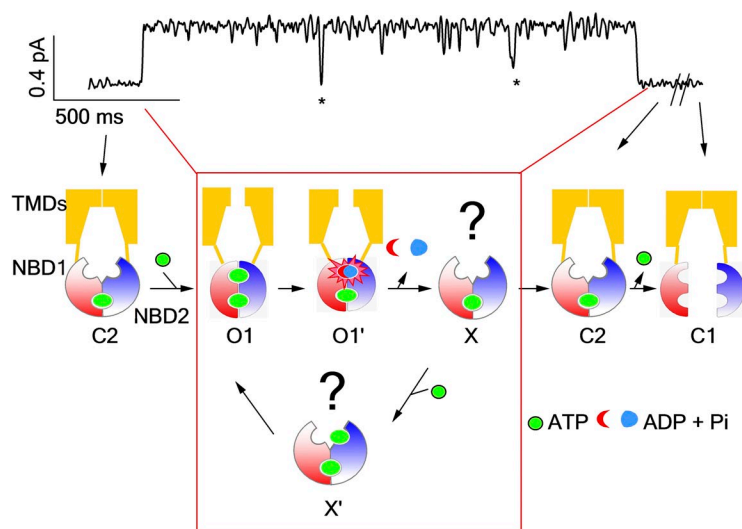 0.4 pA
500 ms
*
*
TMDs
NBD1
NBD2
?
C2
O1
O1'
X
C2
C1
?
X'
ATP
ADP + Pi